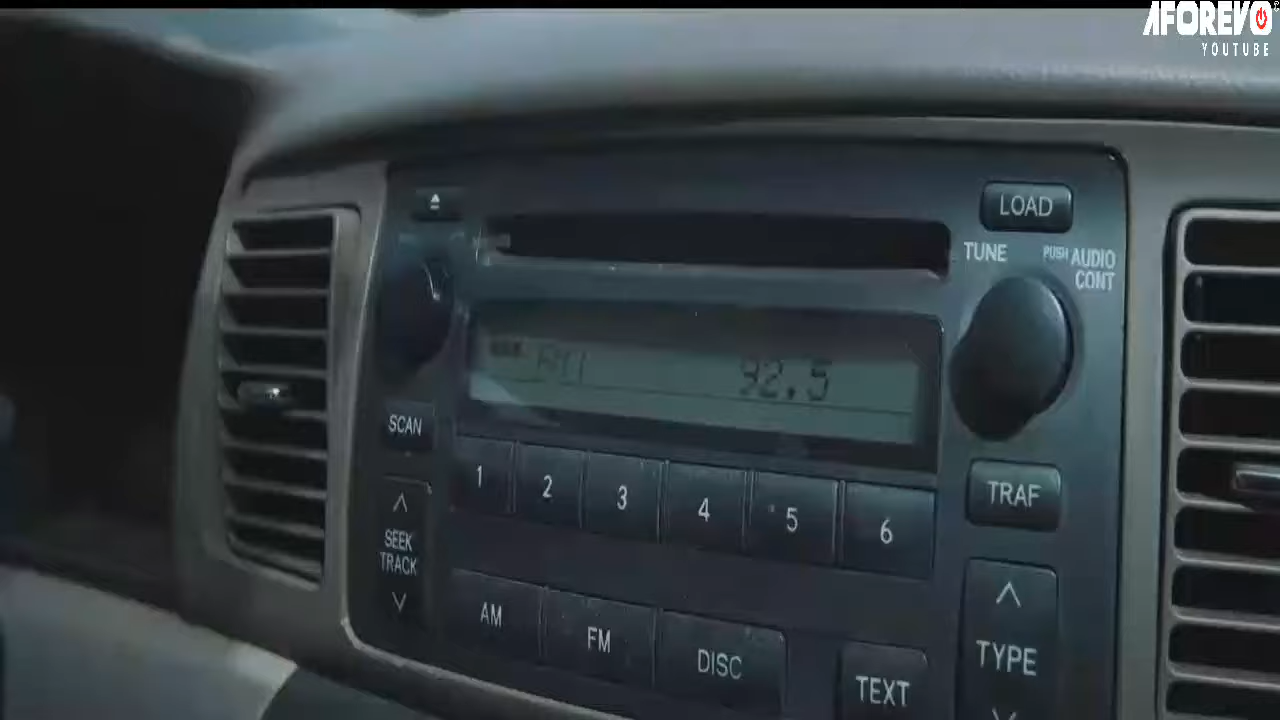 AFOREVO
YOUTUBE
LOAD
TUNE
PUSH AUDIO
CONT
92.5
SCAN
1 2 3 4 5 6
TRAF
SEEK
TRACK
AM FM DISC TEXT
TYPE